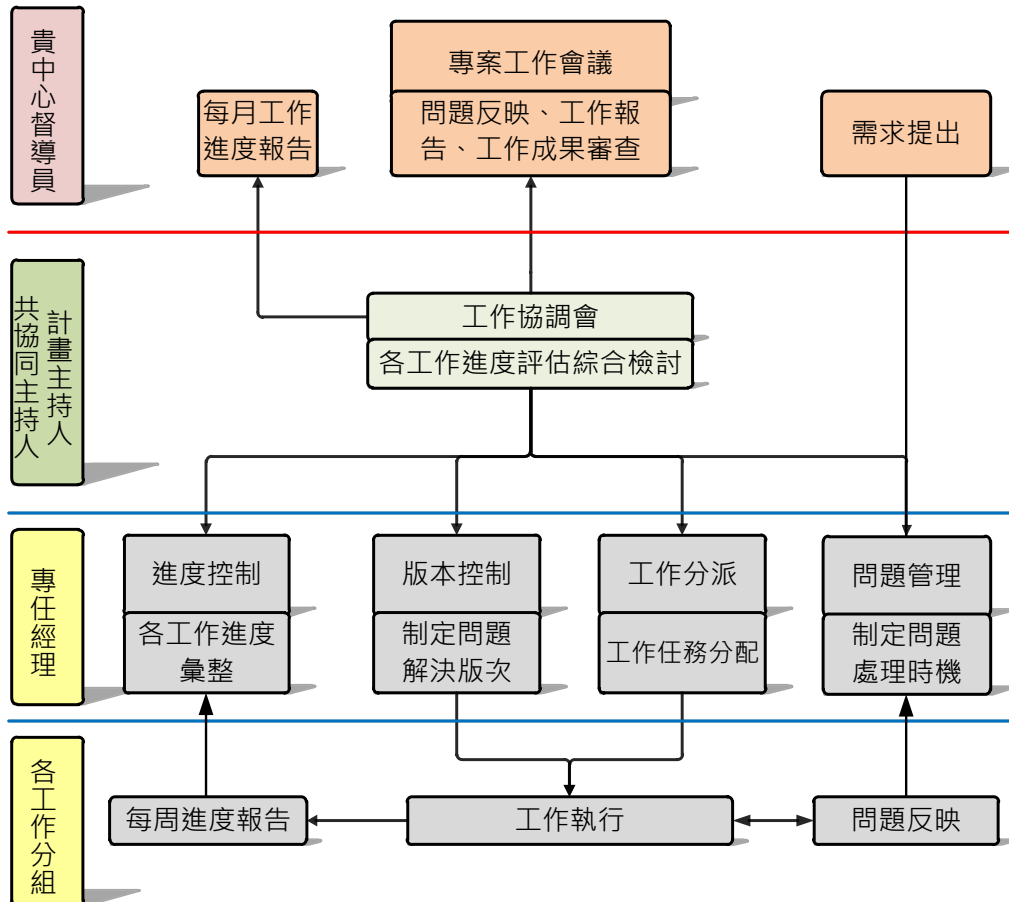 貴中心督導員
專案工作會議
每月工作
進度報告
問題反映、工作報
告、工作成果審查
需求提出
計畫主持人
共協同主持人
工作協調會
各工作進度評估綜合檢討
專任經理
進度控制
各工作進度
彙整
版本控制
制定問題
解決版次
工作分派
工作任務分配
問題管理
制定問題
處理時機
各工作分組
每周進度報告
工作執行
問題反映